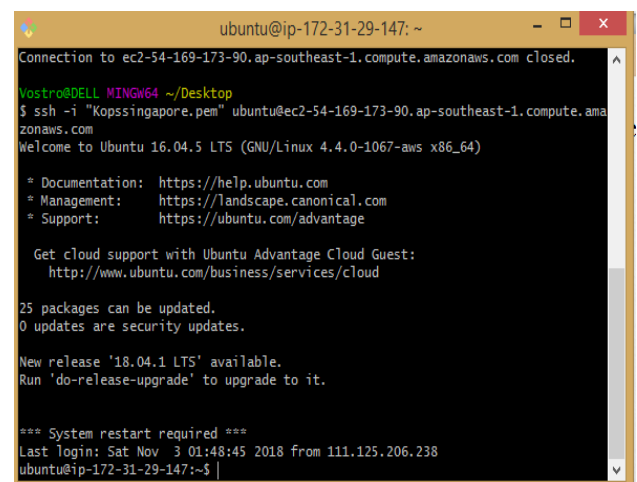 ubuntu@ip-172-31-29-147: ~
Connection to ec2-54-169-173-90.ap-southeast-1.compute.amazonaws.com closed.
Vostro@DELL MINGW64 ~/Desktop
$ ssh -i "Kopssingapore.pem" ubuntu@ec2-54-169-173-90.ap-southeast-1.compute.ama
zonaws.com
Welcome to Ubuntu 16.04.5 LTS (GNU/Linux 4.4.0-1067-aws x86_64)
* Documentation:  https://help.ubuntu.com
* Management:     https://landscape.canonical.com
* Support:        https://ubuntu.com/advantage
Get cloud support with Ubuntu Advantage Cloud Guest:
http://www.ubuntu.com/business/services/cloud
25 packages can be updated.
0 updates are security updates.
New release '18.04.1 LTS' available.
Run 'do-release-upgrade' to upgrade to it.
*** System restart required ***
Last login: Sat Nov  3 01:48:45 2018 from 111.125.206.238
ubuntu@ip-172-31-29-147:~$